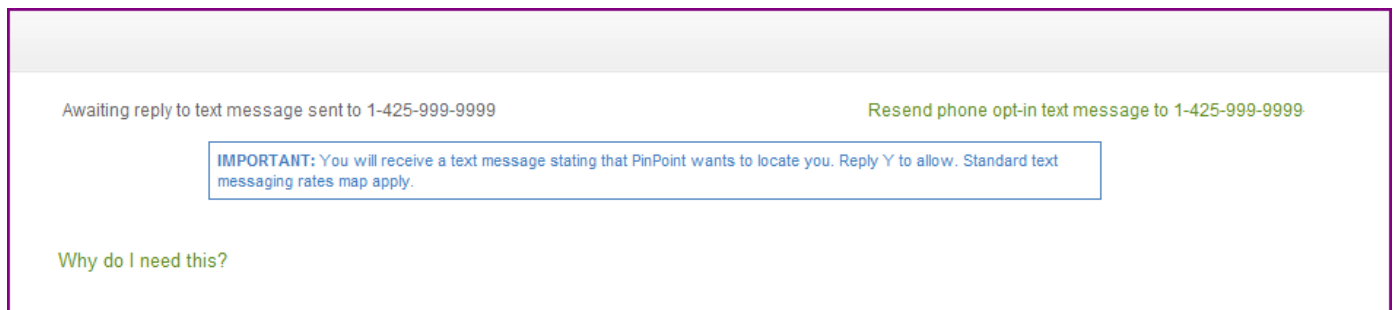 Awaiting reply to text message sent to 1-425-999-9999
Resend phone opt-in text message to 1-425-999-9999
IMPORTANT: You will receive a text message stating that PinPoint wants to locate you. Reply Y to allow. Standard text
messaging rates map apply.
Why do I need this?